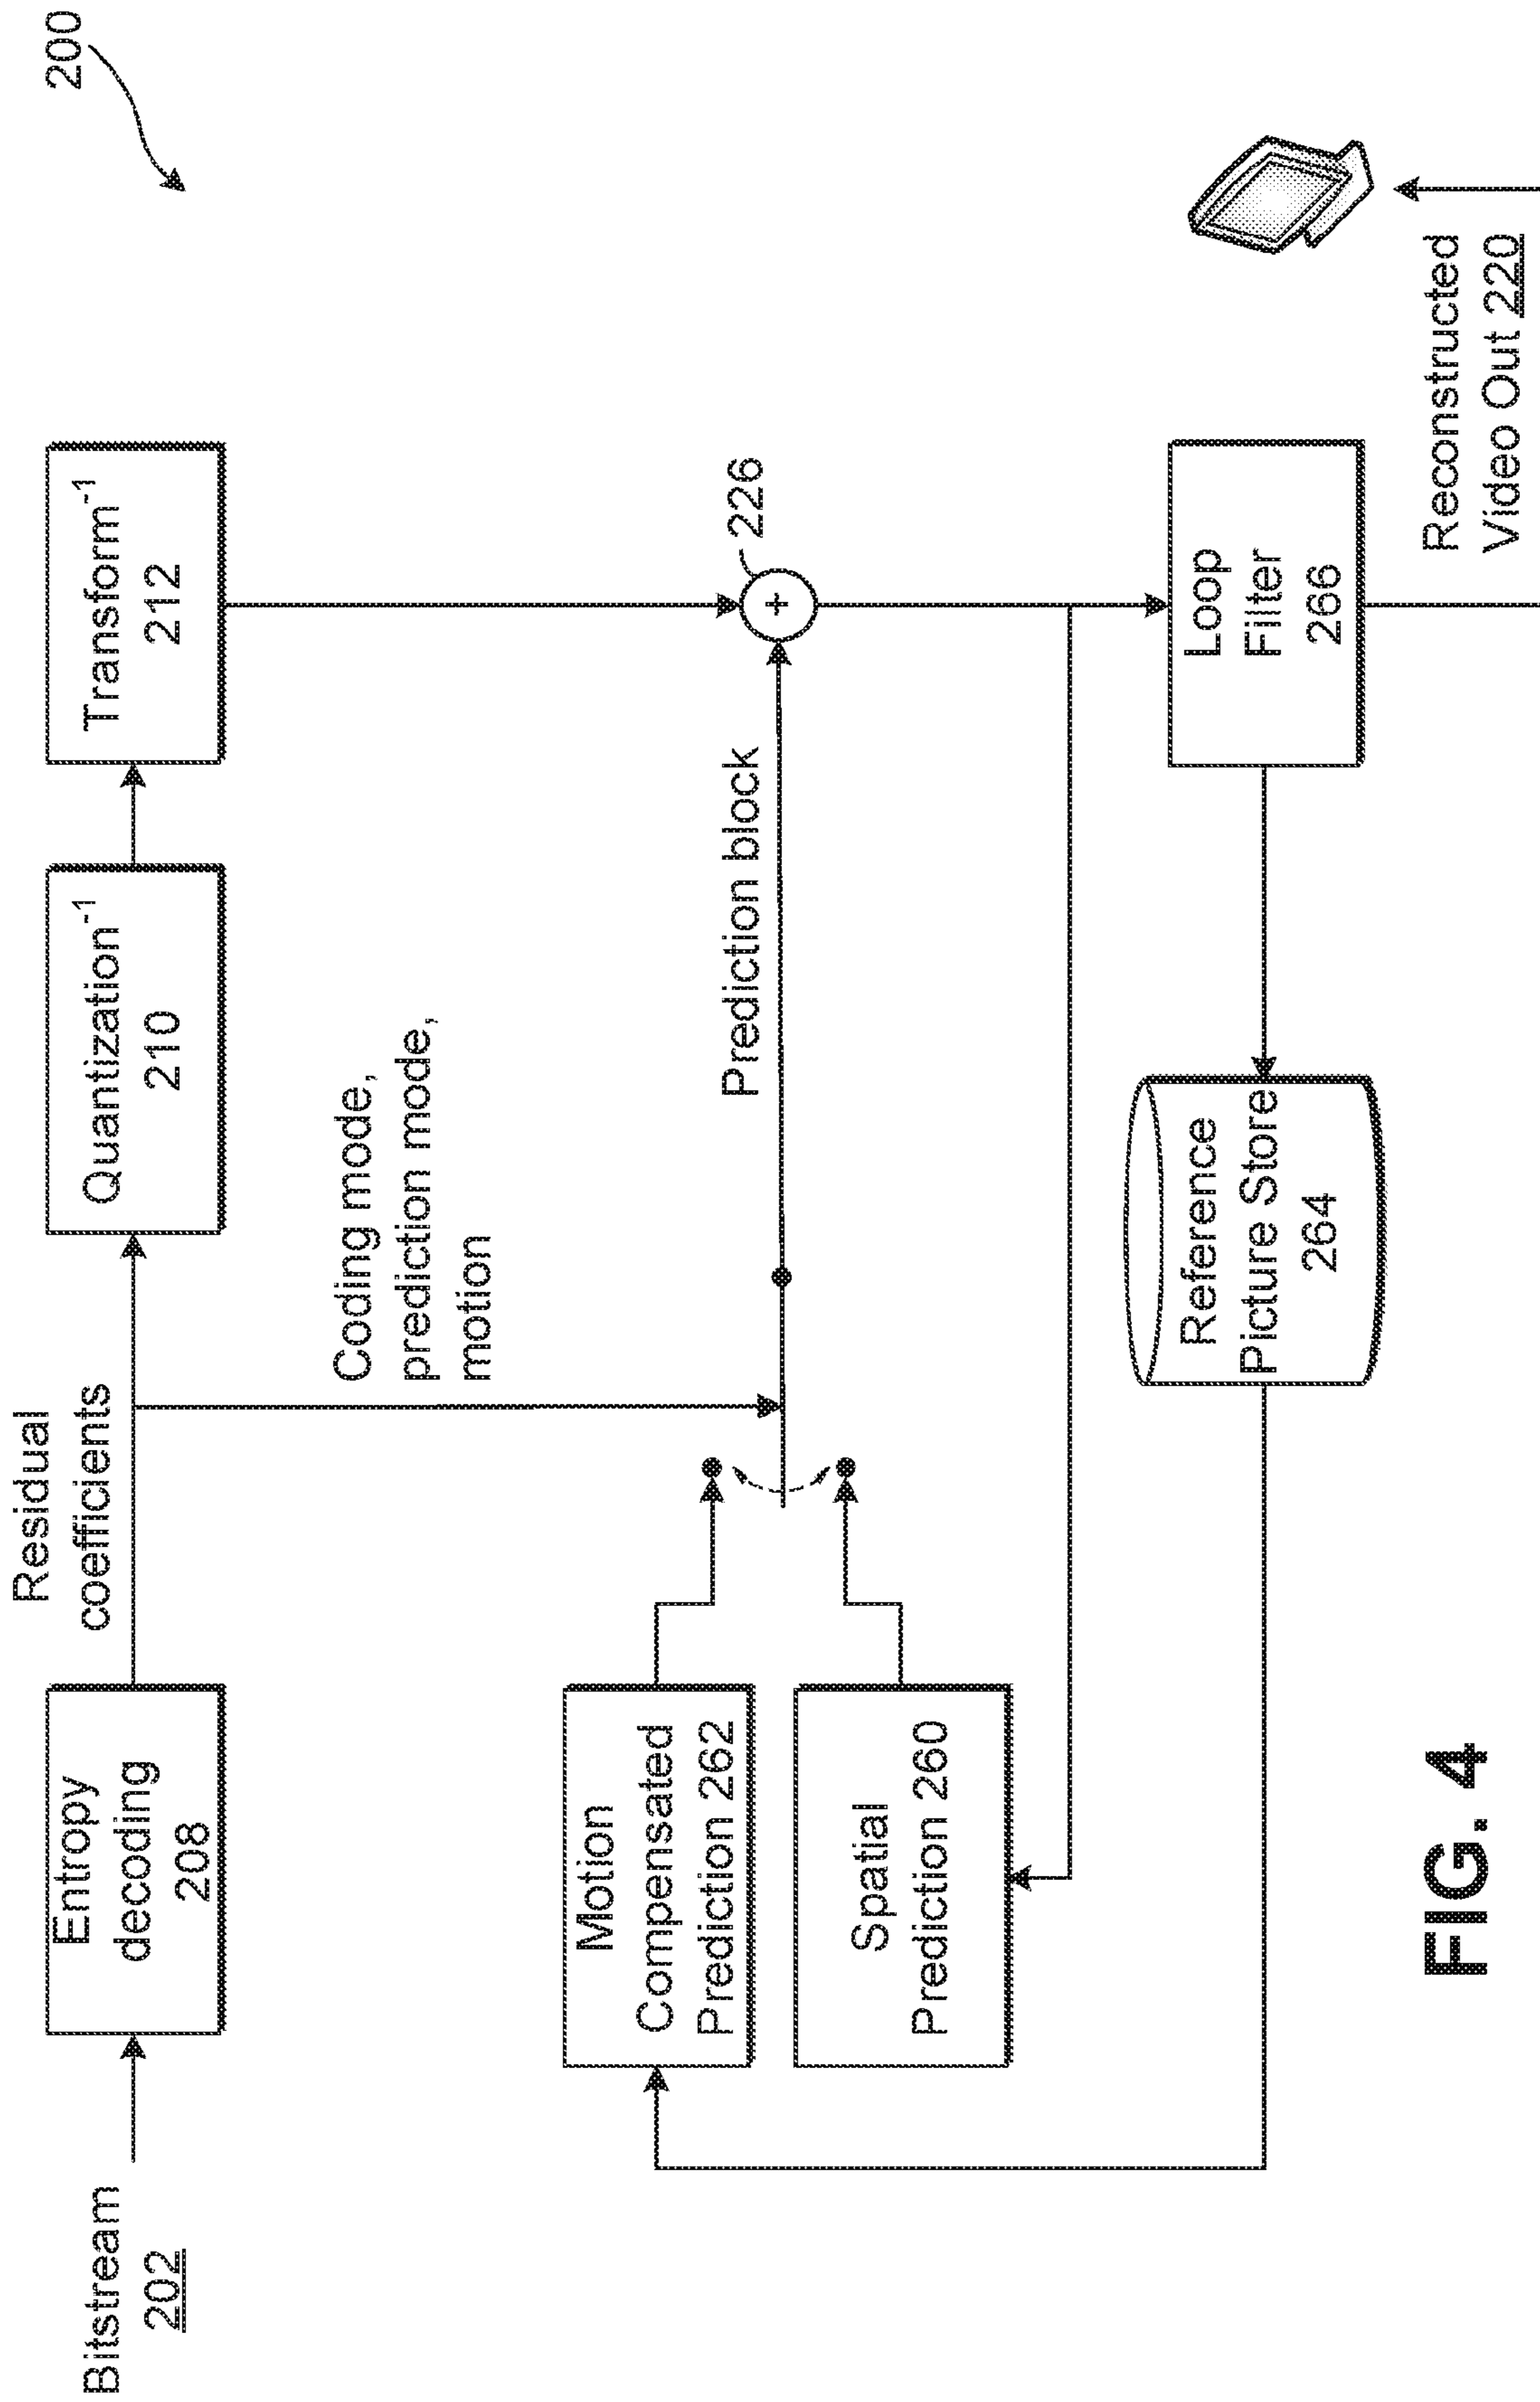 200
Residual
coefficients
Bitstream
202
Entropy
decoding
208
Quantization-1
210
Transform-1
212
Coding mode,
prediction mode,
motion
Motion
Compensated
Prediction 262
Prediction block
226
+
Spatial
Prediction 260
Reference
Picture Store
264
Loop
Filter
266
Reconstructed
Video Out 220
FIG. 4